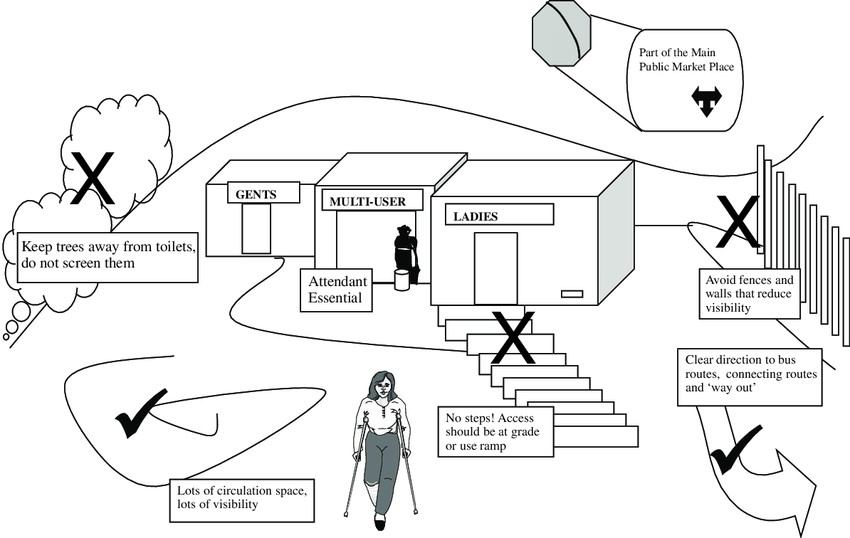 Part of the Main
Public Market Place
GENTS
MULTI-USER
LADIES
Keep trees away from toilets,
do not screen them
Attendant
Essential
Avoid fences and
walls that reduce
visibility
Clear direction to bus
routes, connecting routes
and ‘way out’
No steps! Access
should be at grade
or use ramp
Lots of circulation space,
lots of visibility